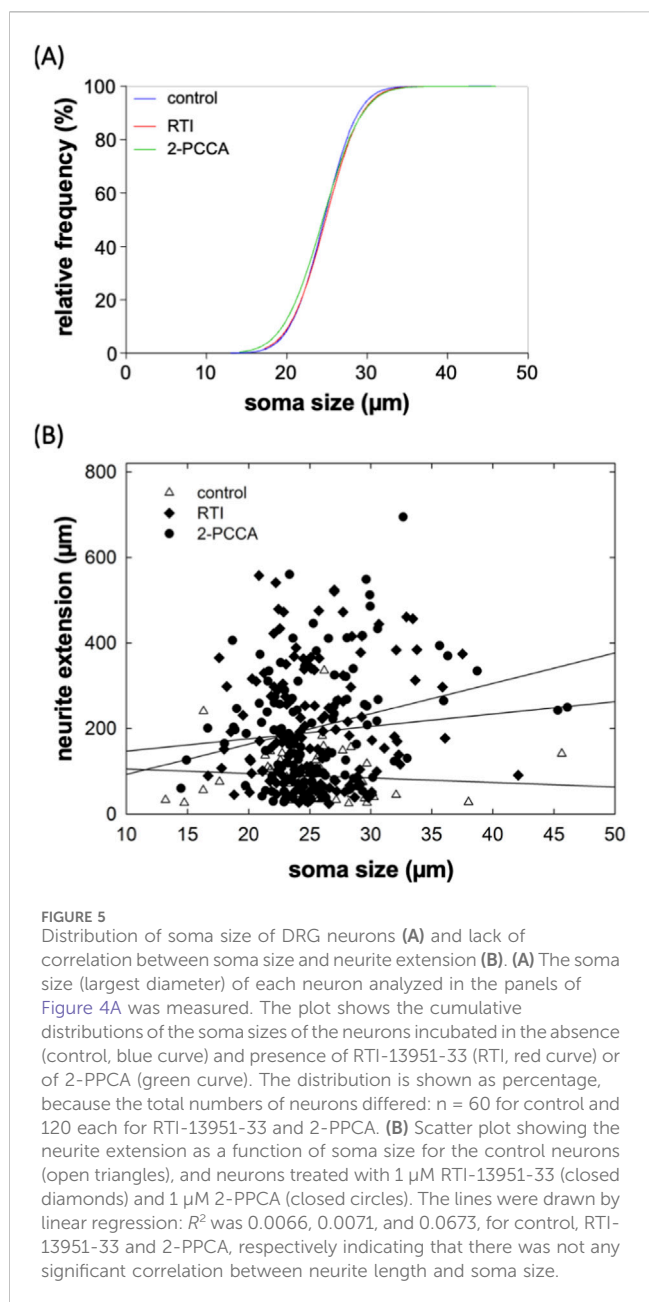 (A)
100
80
60
40
20
0
relative frequency (%)
control
RTI
2-PCCA
0 10 20 30 40 50
soma size (µm)
(B)
800
600
400
200
0
neurite extension (µm)
control
RTI
2-PCCA
10 15 20 25 30 35 40 45 50
soma size (µm)
FIGURE 5
Distribution of soma size of DRG neurons (A) and lack of
correlation between soma size and neurite extension (B). (A) The soma
size (largest diameter) of each neuron analyzed in the panels of
Figure 4A was measured. The plot shows the cumulative
distributions of the soma sizes of the neurons incubated in the absence
(control, blue curve) and presence of RTI-13951-33 (RTI, red curve) or
of 2-PPCA (green curve). The distribution is shown as percentage,
because the total numbers of neurons differed: n = 60 for control and
120 each for RTI-13951-33 and 2-PPCA. (B) Scatter plot showing the
neurite extension as a function of soma size for the control neurons
(open triangles), and neurons treated with 1 µM RTI-13951-33 (closed
diamonds) and 1 µM 2-PPCA (closed circles). The lines were drawn by
linear regression: R² was 0.0066, 0.0071, and 0.0673, for control, RTI-
13951-33 and 2-PPCA, respectively indicating that there was not any
significant correlation between neurite length and soma size.